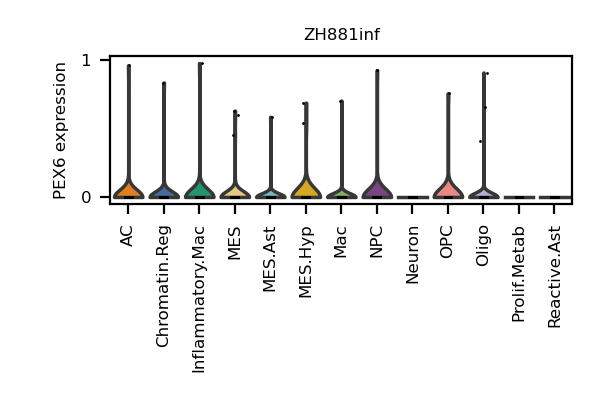 ZH881inf
PEX6 expression
1
0
AC
Chromatin.Reg
Inflammatory.Mac
MES
MES.Ast
MES.Hyp
Mac
NPC
Neuron
OPC
Oligo
Prolif.Metab
Reactive.Ast